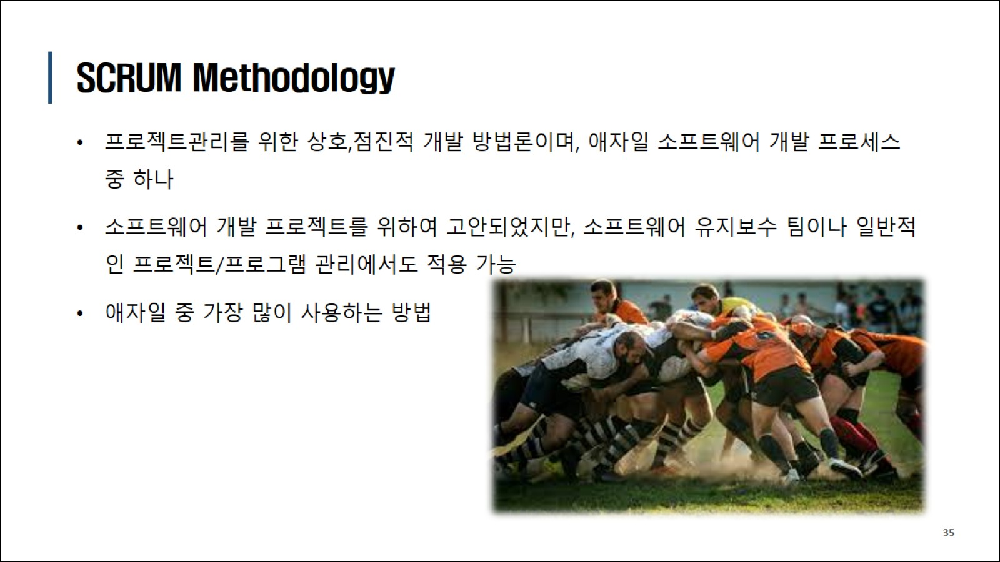 SCRUM Methodology
• 프로젝트관리를 위한 상호,점진적 개발 방법론이며, 애자일 소프트웨어 개발 프로세스
중 하나
• 소프트웨어 개발 프로젝트를 위하여 고안되었지만, 소프트웨어 유지보수 팀이나 일반적
인 프로젝트/프로그램 관리에서도 적용 가능
• 애자일 중 가장 많이 사용하는 방법
35